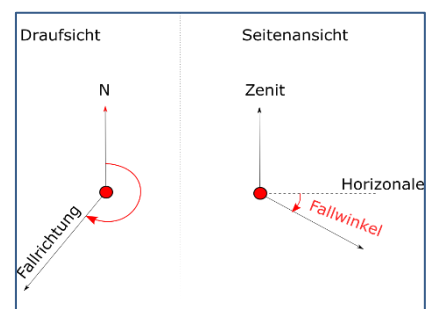 Draufsicht
N
Fallrichtung
Seitenansicht
Zenit
Horizonale
Fallwinkel